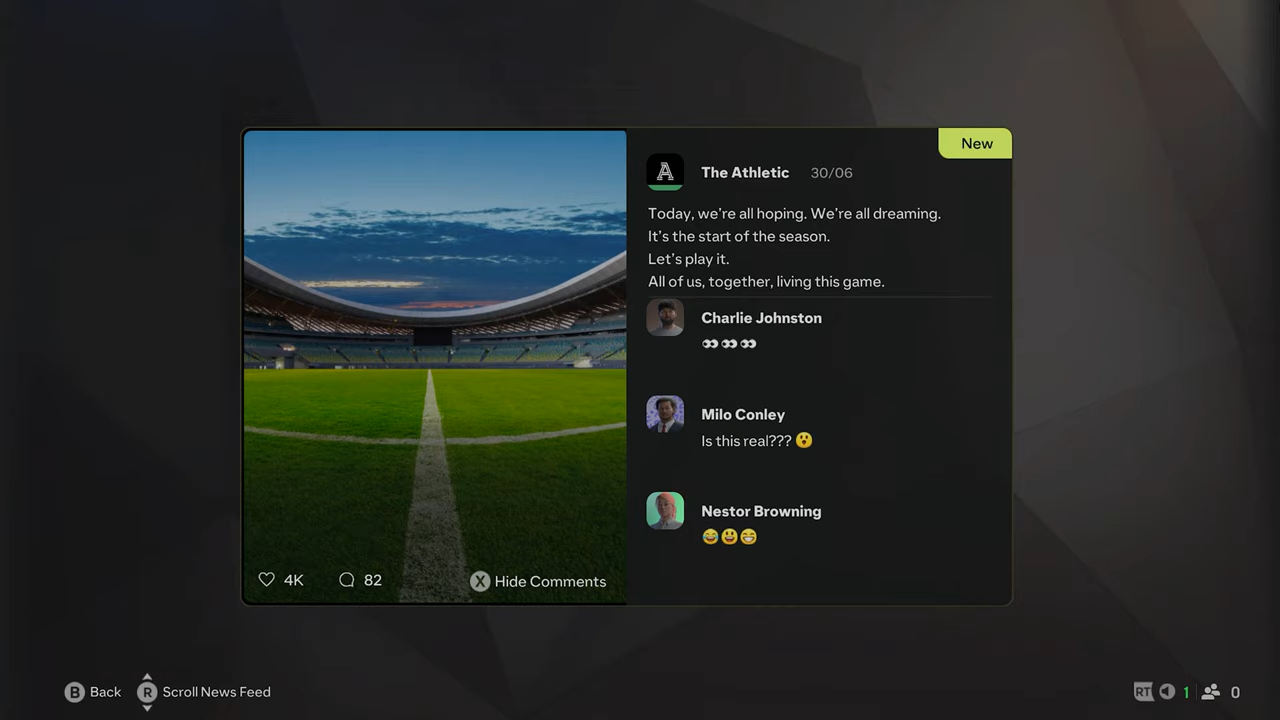 New
A
The Athletic 30/06
Today, we're all hoping. We're all dreaming.
It's the start of the season.
Let's play it.
All of us, together, living this game.
Charlie Johnston
👀👀👀
Milo Conley
Is this real??? 😲
Nestor Browning
😂😃😁
4K 82 X Hide Comments
B Back R Scroll News Feed
RT 1 0